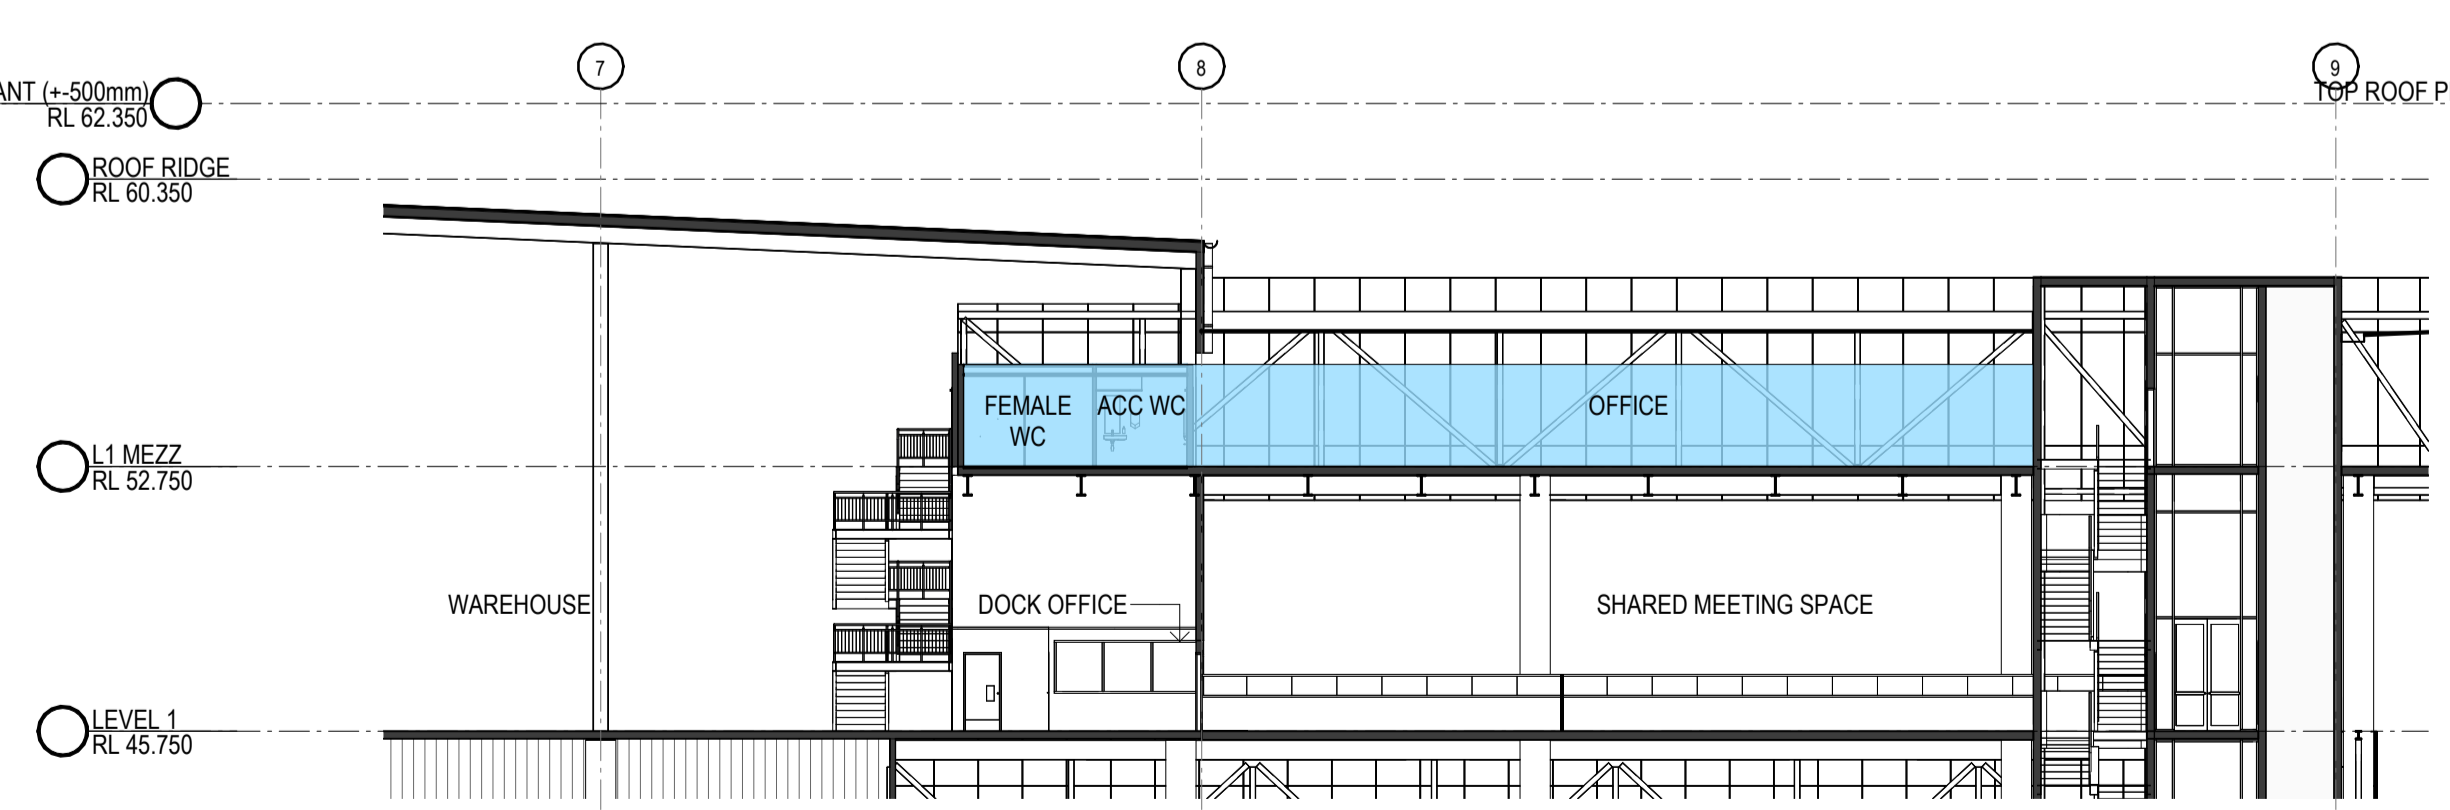 7
8
9
ANT (+-500mm)
RL 62.350
TOP ROOF P
ROOF RIDGE
RL 60.350
FEMALE
WC
ACC WC
OFFICE
L1 MEZZ
RL 52.750
WAREHOUSE
DOCK OFFICE
SHARED MEETING SPACE
LEVEL 1
RL 45.750